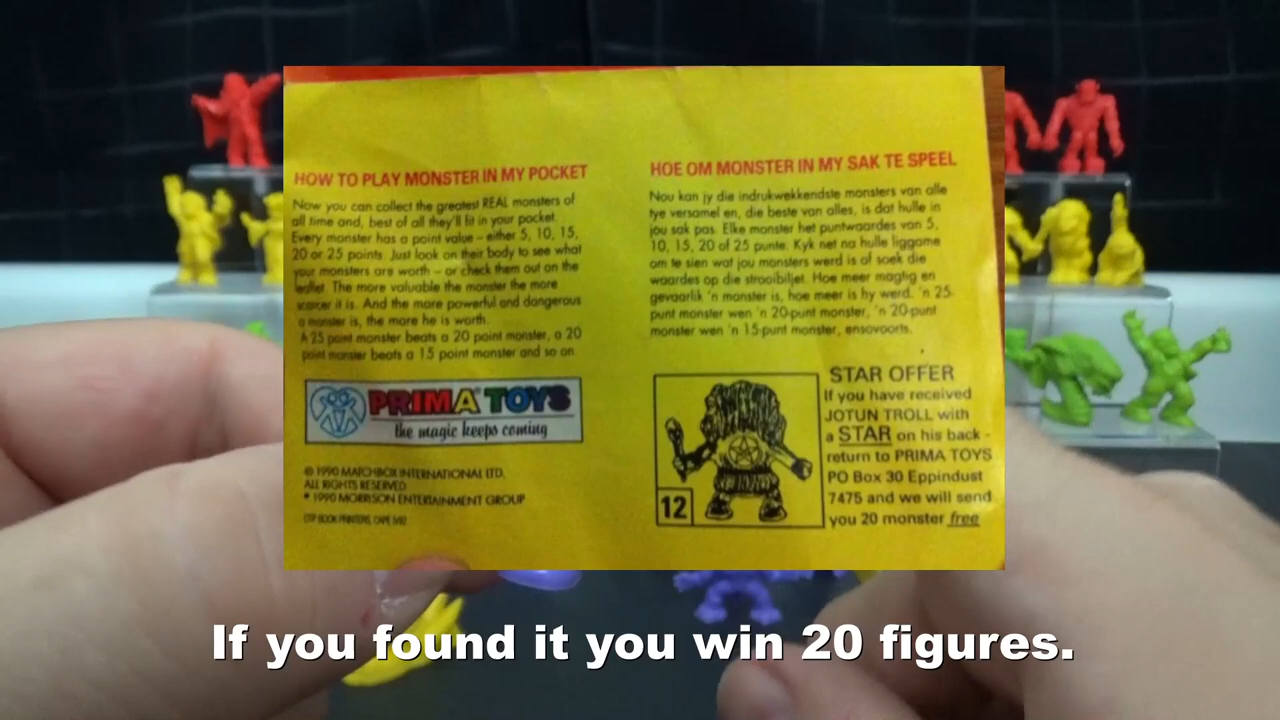 HOW TO PLAY MONSTER IN MY POCKET
Now you can collect the greatest REAL monsters of
all time and, best of all they'll fit in your pocket.
Every monster has a point value – either 5, 10, 15,
20 or 25 points. Just look on their body to see what
your monsters are worth – or check them out on the
leaflet. The more valuable the monster the more
scarcer it is. And the more powerful and dangerous
a monster is, the more he is worth.
A 25 point monster beats a 20 point monster, a 20
point monster beats a 15 point monster and so on
PRIMA TOYS
the magic keeps coming
© 1990 MATCHBOX INTERNATIONAL LTD.
ALL RIGHTS RESERVED
* 1990 MORRISON ENTERTAINMENT GROUP
CTP BOOK PRINTERS, CAPE
HOE OM MONSTER IN MY SAK TE SPEEL
Nou kan jy die indrukwekkendste monsters van alle
tye versamel en, die beste van alles, is dat hulle in
jou sak pas. Elke monster het puntwaardes van 5,
10, 15, 20 of 25 punte. Kyk net na hulle liggame
om te sien wat jou monsters werd is of soek die
waardes op die strooibiljet. Hoe meer magtig en
gevaarlik 'n monster is, hoe meer is hy werd. 'n 25-
punt monster wen 'n 20-punt monster, 'n 20-punt
monster wen 'n 15-punt monster, ensovoorts.
12
STAR OFFER
If you have received
JOTUN TROLL with
a STAR on his back -
return to PRIMA TOYS
PO Box 30 Eppindust
7475 and we will send
you 20 monster free
If you found it you win 20 figures.